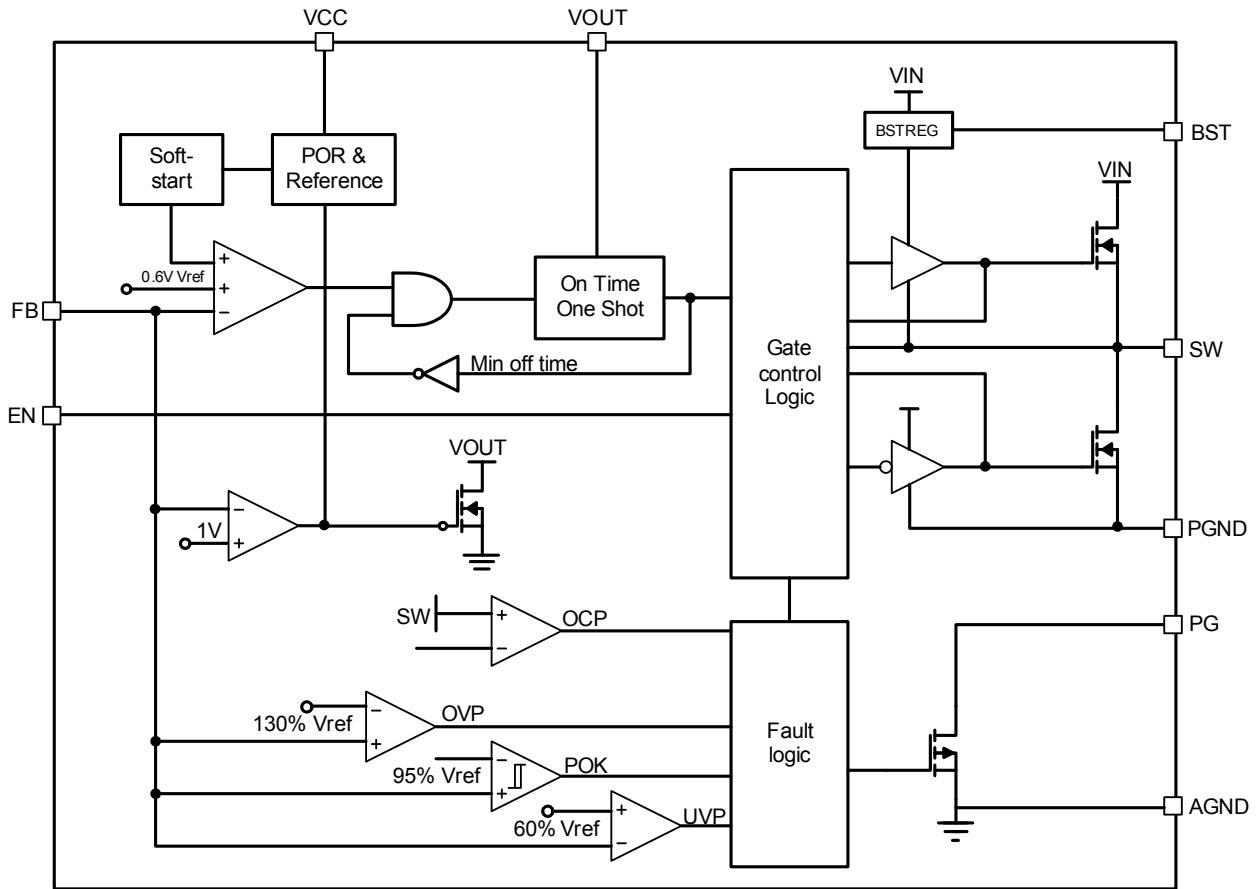 VCC
VOUT
VIN
BSTREG
BST
Soft-
start
POR &
Reference
VIN
0.6V Vref
+
+
−
FB
On Time
One Shot
Min off time
Gate
control
Logic
SW
EN
VOUT
−
1V
+
PGND
SW
+
−
OCP
PG
130% Vref
−
+
OVP
Fault
logic
95% Vref
−
+
POK
60% Vref
+
−
UVP
AGND